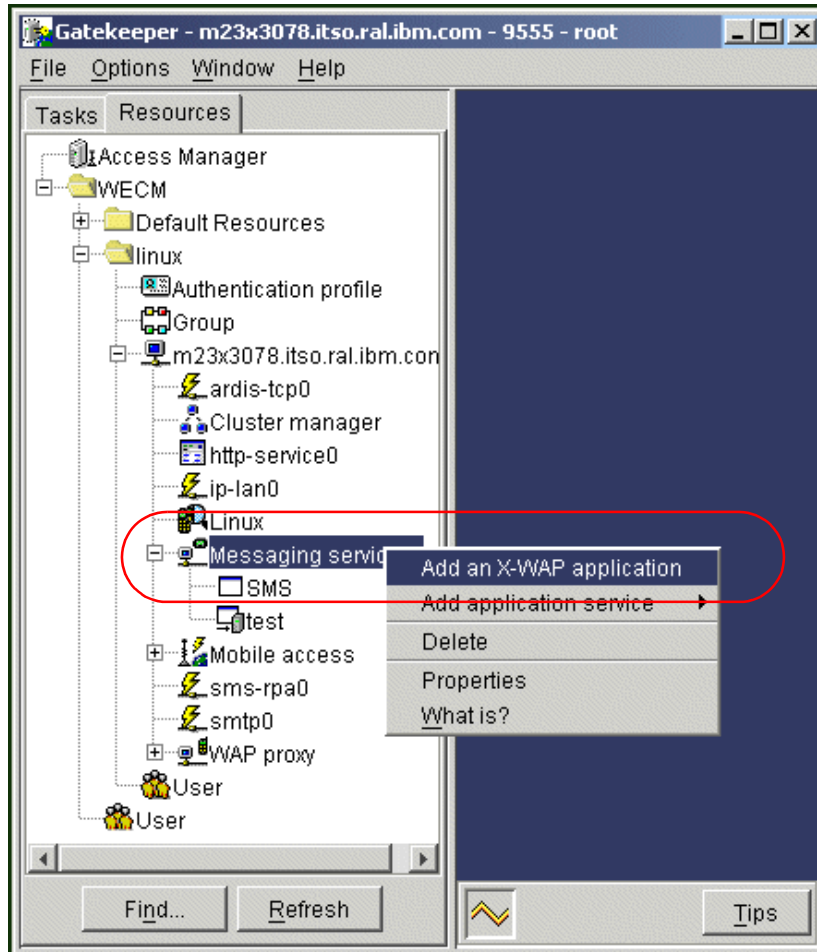 Gatekeeper - m23x3078.itso.ral.ibm.com - 9555 - root
File Options Window Help
Tasks Resources
Access Manager
WECM
Default Resources
linux
Authentication profile
Group
m23x3078.itso.ral.ibm.con
ardis-tcp0
Cluster manager
http-service0
ip-lan0
Linux
Messaging servic
Add an X-WAP application
SMS
Add application service
test
Delete
Mobile access
Properties
sms-rpa0
What is?
smtp0
WAP proxy
User
User
Find... Refresh Tips